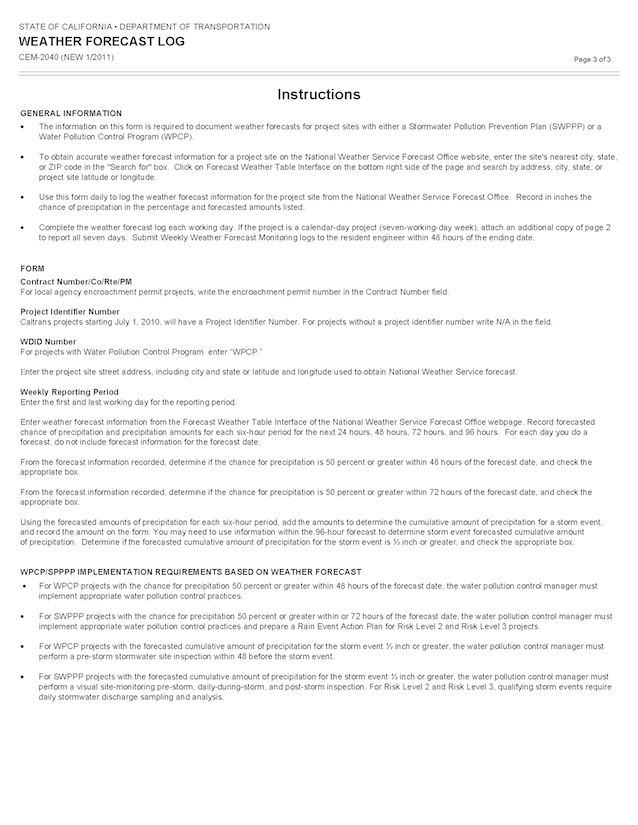 STATE OF CALIFORNIA • DEPARTMENT OF TRANSPORTATION
WEATHER FORECAST LOG
CEM-2040 (NEW 1/2011)
Page 3 of 3
Instructions
GENERAL INFORMATION
• The information on this form is required to document weather forecasts for project sites with either a Stormwater Pollution Prevention Plan (SWPPP) or a
Water Pollution Control Program (WPCP).
• To obtain accurate weather forecast information for a project site on the National Weather Service Forecast Office website, enter the site's nearest city, state,
or ZIP code in the "Search for" box. Click on Forecast Weather Table Interface on the bottom right side of the page and search by address, city, state, or
project site latitude or longitude.
• Use this form daily to log the weather forecast information for the project site from the National Weather Service Forecast Office. Record in inches the
chance of precipitation in the percentage and forecasted amounts listed.
• Complete the weather forecast log each working day. If the project is a calendar-day project (seven-working-day week), attach an additional copy of page 2
to report all seven days. Submit Weekly Weather Forecast Monitoring logs to the resident engineer within 48 hours of the ending date.
FORM
Contract Number/Co/Rte/PM
For local agency encroachment permit projects, write the encroachment permit number in the Contract Number field.
Project Identifier Number
Caltrans projects starting July 1, 2010, will have a Project Identifier Number. For projects without a project identifier number write N/A in the field.
WDID Number
For projects with Water Pollution Control Program enter “WPCP.”
Enter the project site street address, including city and state or latitude and longitude used to obtain National Weather Service forecast.
Weekly Reporting Period
Enter the first and last working day for the reporting period.
Enter weather forecast information from the Forecast Weather Table Interface of the National Weather Service Forecast Office webpage. Record forecasted
chance of precipitation and precipitation amounts for each six-hour period for the next 24 hours, 48 hours, 72 hours, and 96 hours. For each day you do a
forecast, do not include forecast information for the forecast date.
From the forecast information recorded, determine if the chance for precipitation is 50 percent or greater within 48 hours of the forecast date, and check the
appropriate box.
From the forecast information recorded, determine if the chance for precipitation is 50 percent or greater within 72 hours of the forecast date, and check the
appropriate box.
Using the forecasted amounts of precipitation for each six-hour period, add the amounts to determine the cumulative amount of precipitation for a storm event,
and record the amount on the form. You may need to use information within the 96-hour forecast to determine storm event forecasted cumulative amount
of precipitation. Determine if the forecasted cumulative amount of precipitation for the storm event is ½ inch or greater, and check the appropriate box.
WPCP/SPPPP IMPLEMENTATION REQUIREMENTS BASED ON WEATHER FORECAST
• For WPCP projects with the chance for precipitation 50 percent or greater within 48 hours of the forecast date, the water pollution control manager must
implement appropriate water pollution control practices.
• For SWPPP projects with the chance for precipitation 50 percent or greater within or 72 hours of the forecast date, the water pollution control manager must
implement appropriate water pollution control practices and prepare a Rain Event Action Plan for Risk Level 2 and Risk Level 3 projects.
• For WPCP projects with the forecasted cumulative amount of precipitation for the storm event ½ inch or greater, the water pollution control manager must
perform a pre-storm stormwater site inspection within 48 before the storm event.
• For SWPPP projects with the forecasted cumulative amount of precipitation for the storm event ½ inch or greater, the water pollution control manager must
perform a visual site-monitoring pre-storm, daily-during-storm, and post-storm inspection. For Risk Level 2 and Risk Level 3, qualifying storm events require
daily stormwater discharge sampling and analysis.